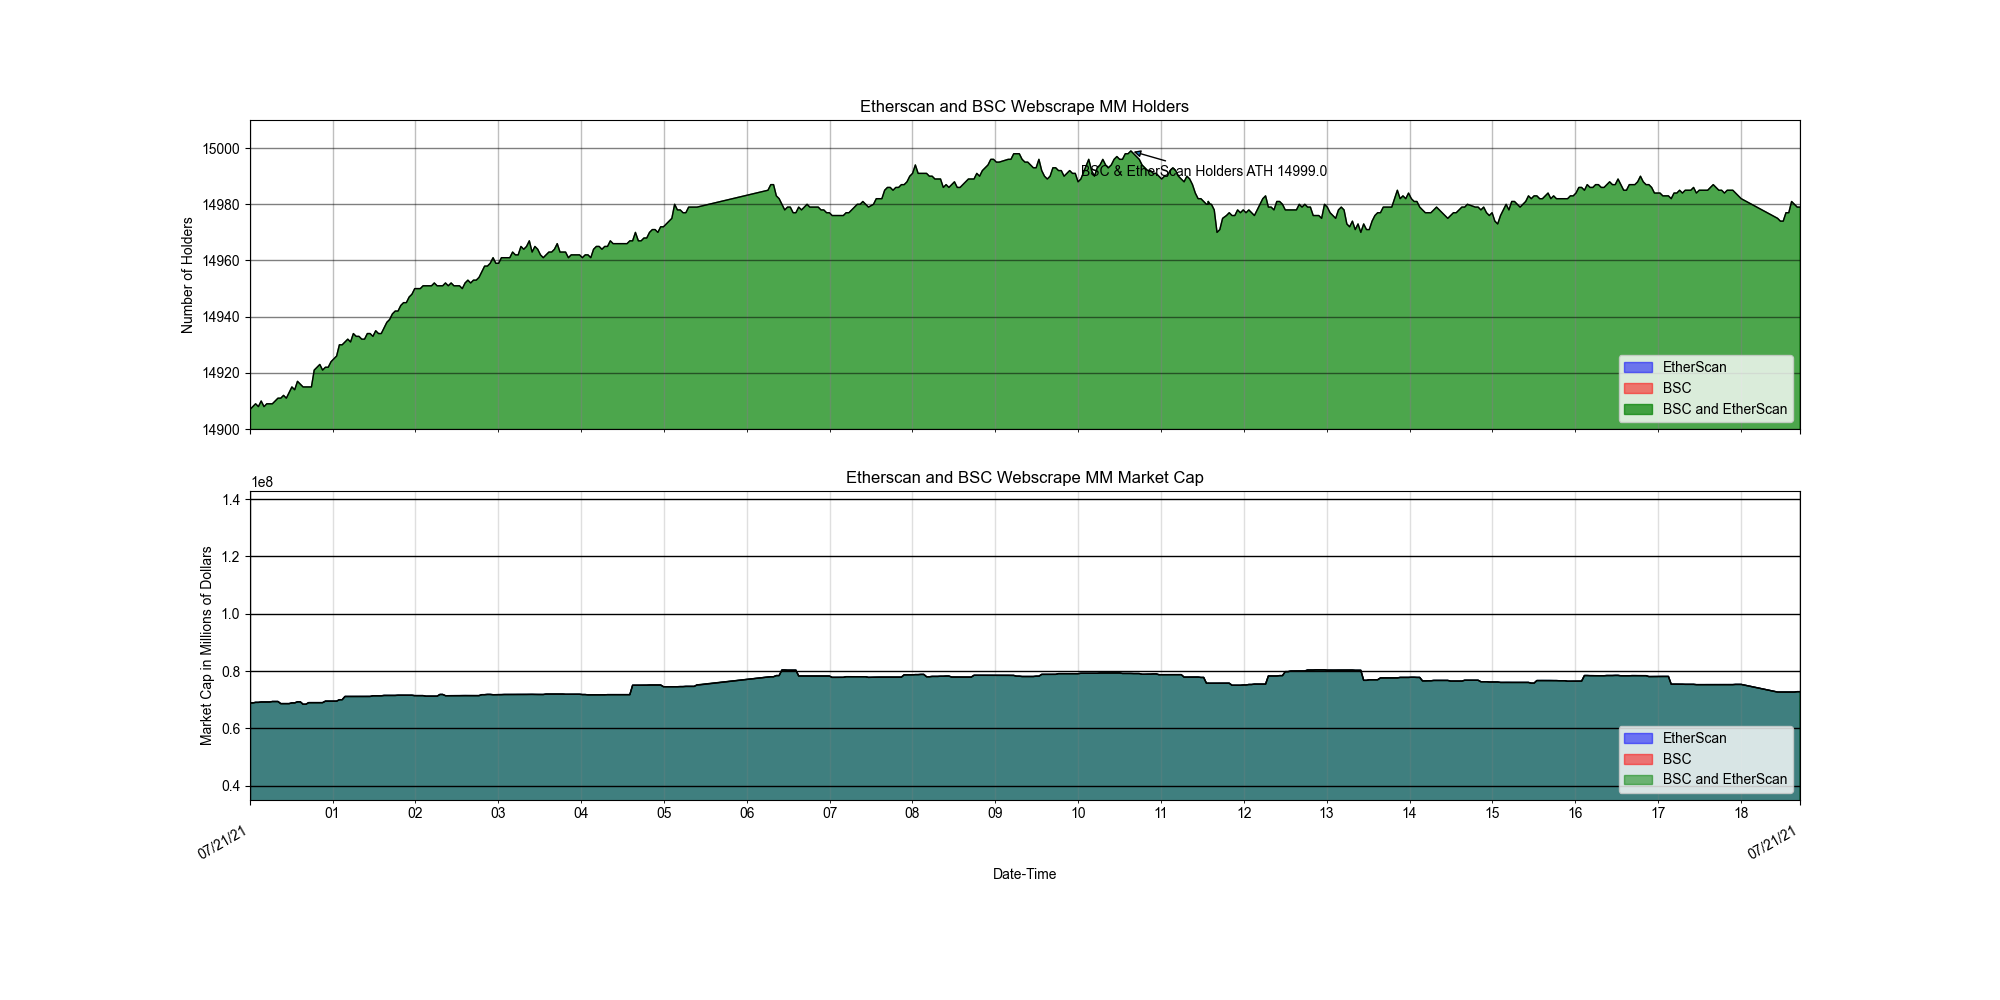 Etherscan and BSC Webscrape MM Holders
Number of Holders
15000
14980
14960
14940
14920
14900
BSC & EtherScan Holders ATH 14999.0
EtherScan
BSC
BSC and EtherScan
Etherscan and BSC Webscrape MM Market Cap
1e8
Market Cap in Millions of Dollars
1.4
1.2
1.0
0.8
0.6
0.4
EtherScan
BSC
BSC and EtherScan
07/21/21 01 02 03 04 05 06 07 08 09 10 11 12 13 14 15 16 17 18 07/21/21
Date-Time